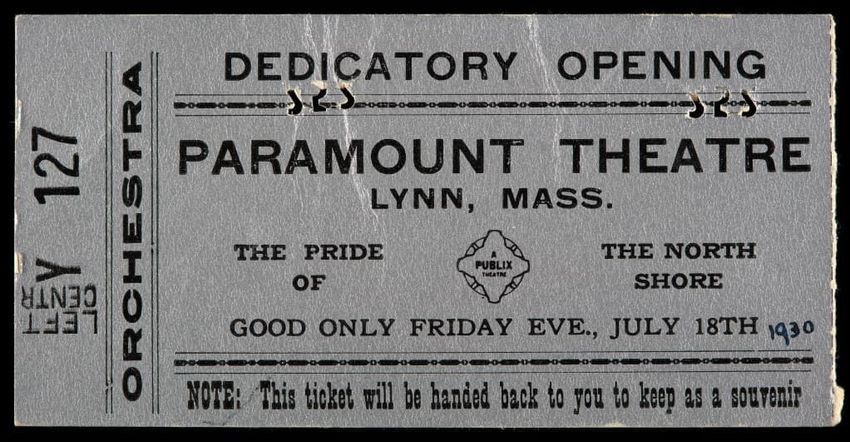 DEDICATORY OPENING
PARAMOUNT THEATRE
LYNN, MASS.
THE PRIDE
OF
A
PUBLIX
THEATRE
THE NORTH
SHORE
GOOD ONLY FRIDAY EVE., JULY 18TH 1930
NOTE: This ticket will be handed back to you to keep as a souvenir
ORCHESTRA
Y 127
LEFT
CENTR